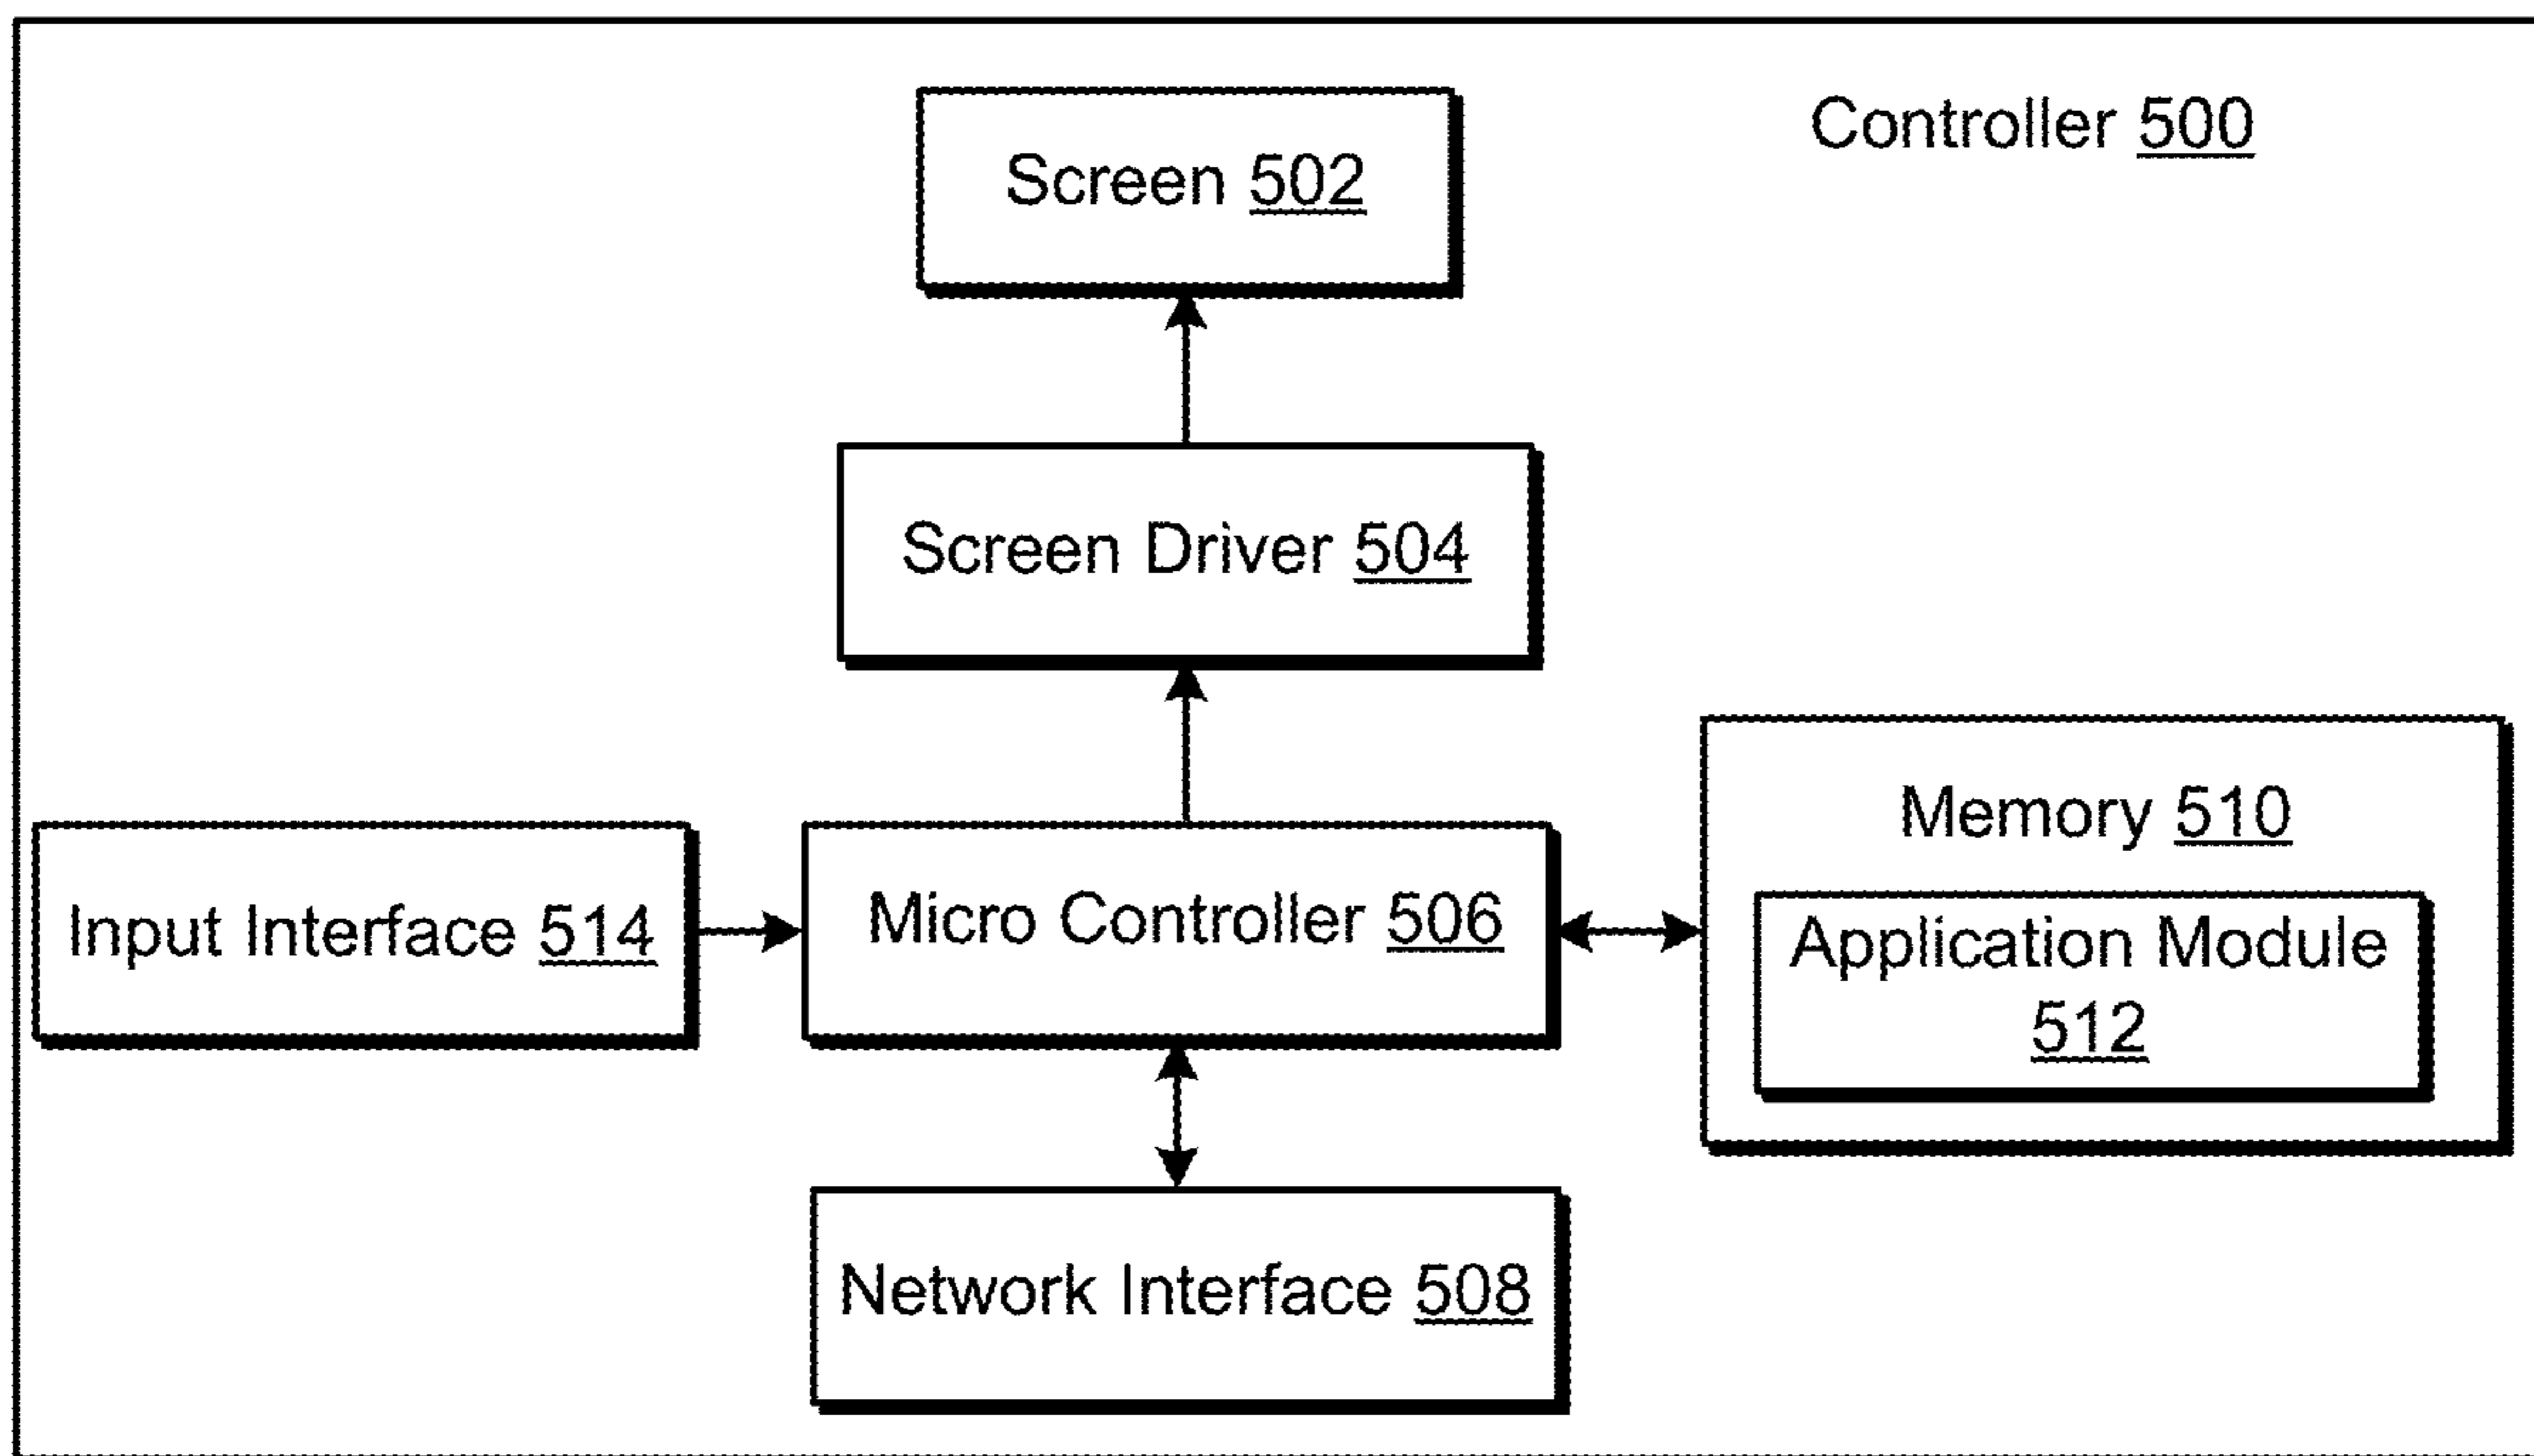 Controller 500
Screen 502
Screen Driver 504
Input Interface 514
Micro Controller 506
Memory 510
Application Module
512
Network Interface 508